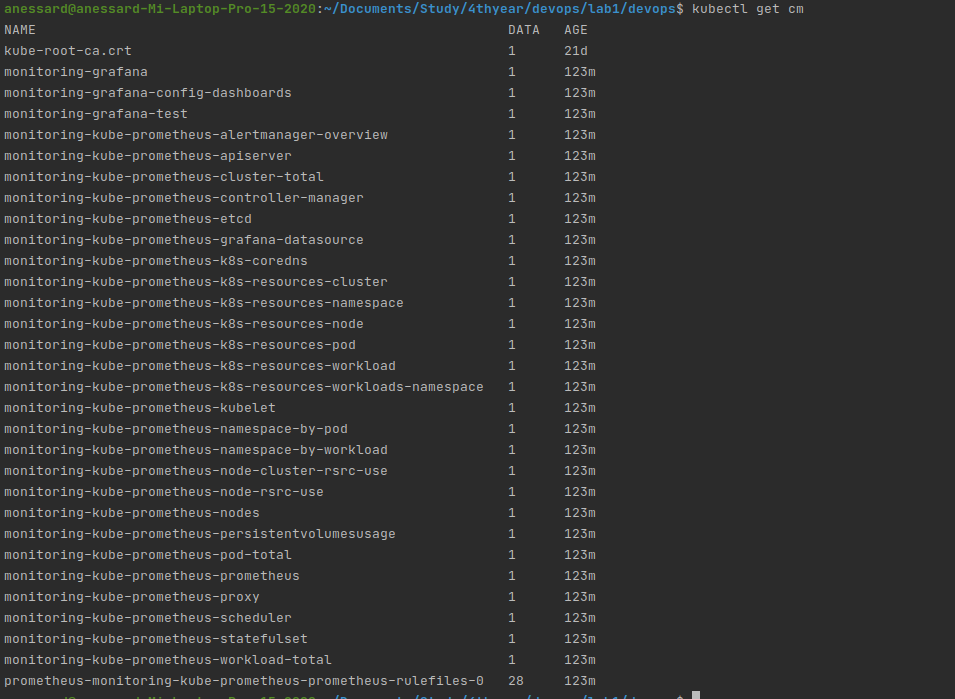 anessard@anessard-Mi-Laptop-Pro-15-2020:~/Documents/Study/4thyear/devops/lab1/devops$ kubectl get cm
NAME DATA AGE
kube-root-ca.crt 1 21d
monitoring-grafana 1 123m
monitoring-grafana-config-dashboards 1 123m
monitoring-grafana-test 1 123m
monitoring-kube-prometheus-alertmanager-overview 1 123m
monitoring-kube-prometheus-apiserver 1 123m
monitoring-kube-prometheus-cluster-total 1 123m
monitoring-kube-prometheus-controller-manager 1 123m
monitoring-kube-prometheus-etcd 1 123m
monitoring-kube-prometheus-grafana-datasource 1 123m
monitoring-kube-prometheus-k8s-coredns 1 123m
monitoring-kube-prometheus-k8s-resources-cluster 1 123m
monitoring-kube-prometheus-k8s-resources-namespace 1 123m
monitoring-kube-prometheus-k8s-resources-node 1 123m
monitoring-kube-prometheus-k8s-resources-pod 1 123m
monitoring-kube-prometheus-k8s-resources-workload 1 123m
monitoring-kube-prometheus-k8s-resources-workloads-namespace 1 123m
monitoring-kube-prometheus-kubelet 1 123m
monitoring-kube-prometheus-namespace-by-pod 1 123m
monitoring-kube-prometheus-namespace-by-workload 1 123m
monitoring-kube-prometheus-node-cluster-rsrc-use 1 123m
monitoring-kube-prometheus-node-rsrc-use 1 123m
monitoring-kube-prometheus-nodes 1 123m
monitoring-kube-prometheus-persistentvolumesusage 1 123m
monitoring-kube-prometheus-pod-total 1 123m
monitoring-kube-prometheus-prometheus 1 123m
monitoring-kube-prometheus-proxy 1 123m
monitoring-kube-prometheus-scheduler 1 123m
monitoring-kube-prometheus-statefulset 1 123m
monitoring-kube-prometheus-workload-total 1 123m
prometheus-monitoring-kube-prometheus-prometheus-rulefiles-0 28 123m